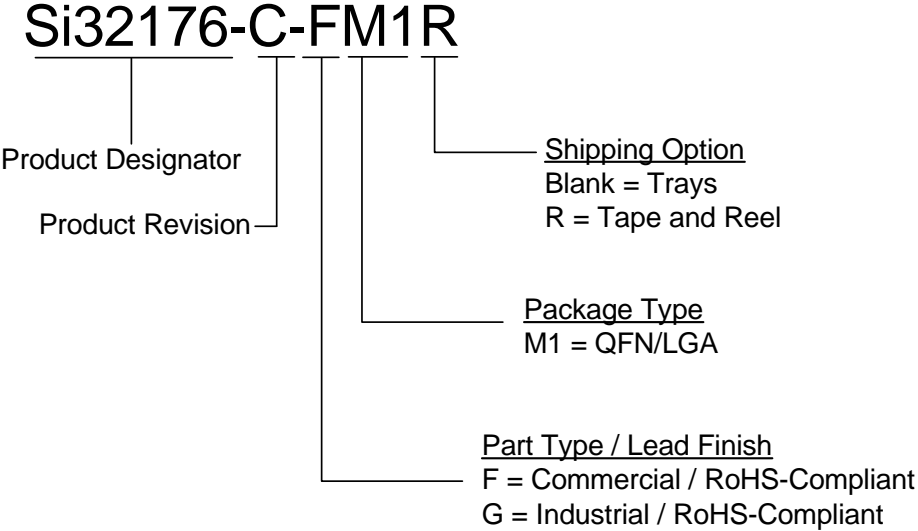 Si32176-C-FM1R
Product Designator
Product Revision
Shipping Option
Blank = Trays
R = Tape and Reel
Package Type
M1 = QFN/LGA
Part Type / Lead Finish
F = Commercial / RoHS-Compliant
G = Industrial / RoHS-Compliant